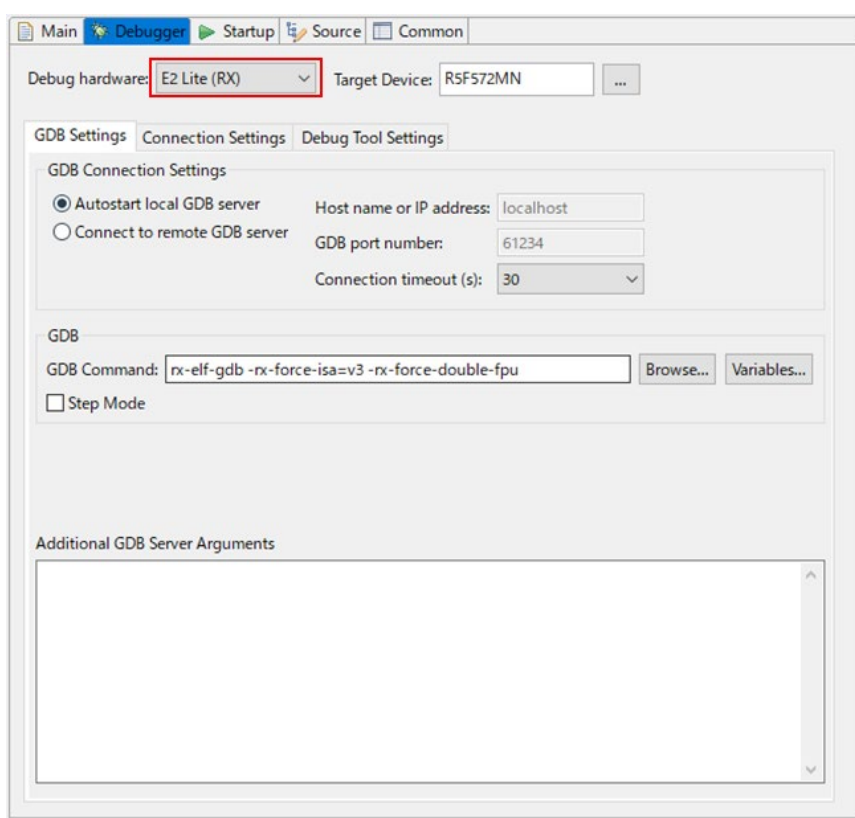 Main Debugger Startup Source Common
Debug hardware: E2 Lite (RX) Target Device: R5F572MN ...
GDB Settings Connection Settings Debug Tool Settings
GDB Connection Settings
Autostart local GDB server
Connect to remote GDB server
Host name or IP address: localhost
GDB port number: 61234
Connection timeout (s): 30
GDB
GDB Command: rx-elf-gdb -rx-force-isa=v3 -rx-force-double-fpu Browse... Variables...
Step Mode
Additional GDB Server Arguments